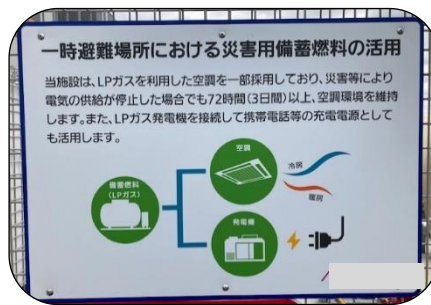 一時避難場所における災害用備蓄燃料の活用
当施設は、LPガスを利用した空調を一部採用しており、災害等により
電気の供給が停止した場合でも72時間(3日間)以上、空調環境を維持
します。また、LPガス発電機を接続して携帯電話等の充電電源として
も活用します。
空調
冷房
暖房
備蓄燃料
(LPガス)
発電機